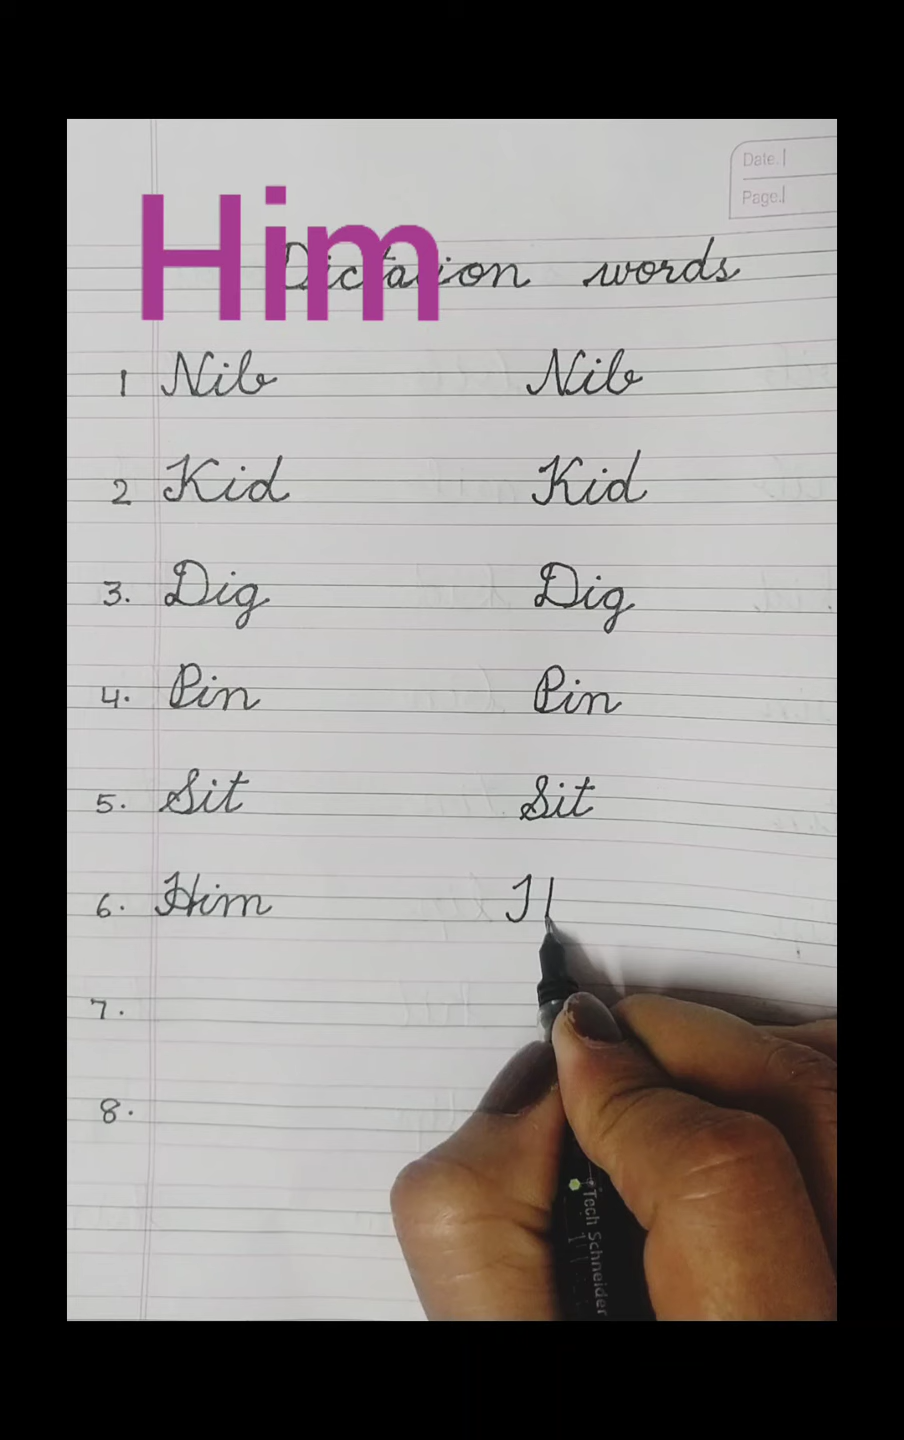 Date.
Page.
Him
Dictation words
1 Nib Nib
2 Kid Kid
3. Dig Dig
4. Pin Pin
5. Sit Sit
6. Him
7.
8.
Tech Schneider